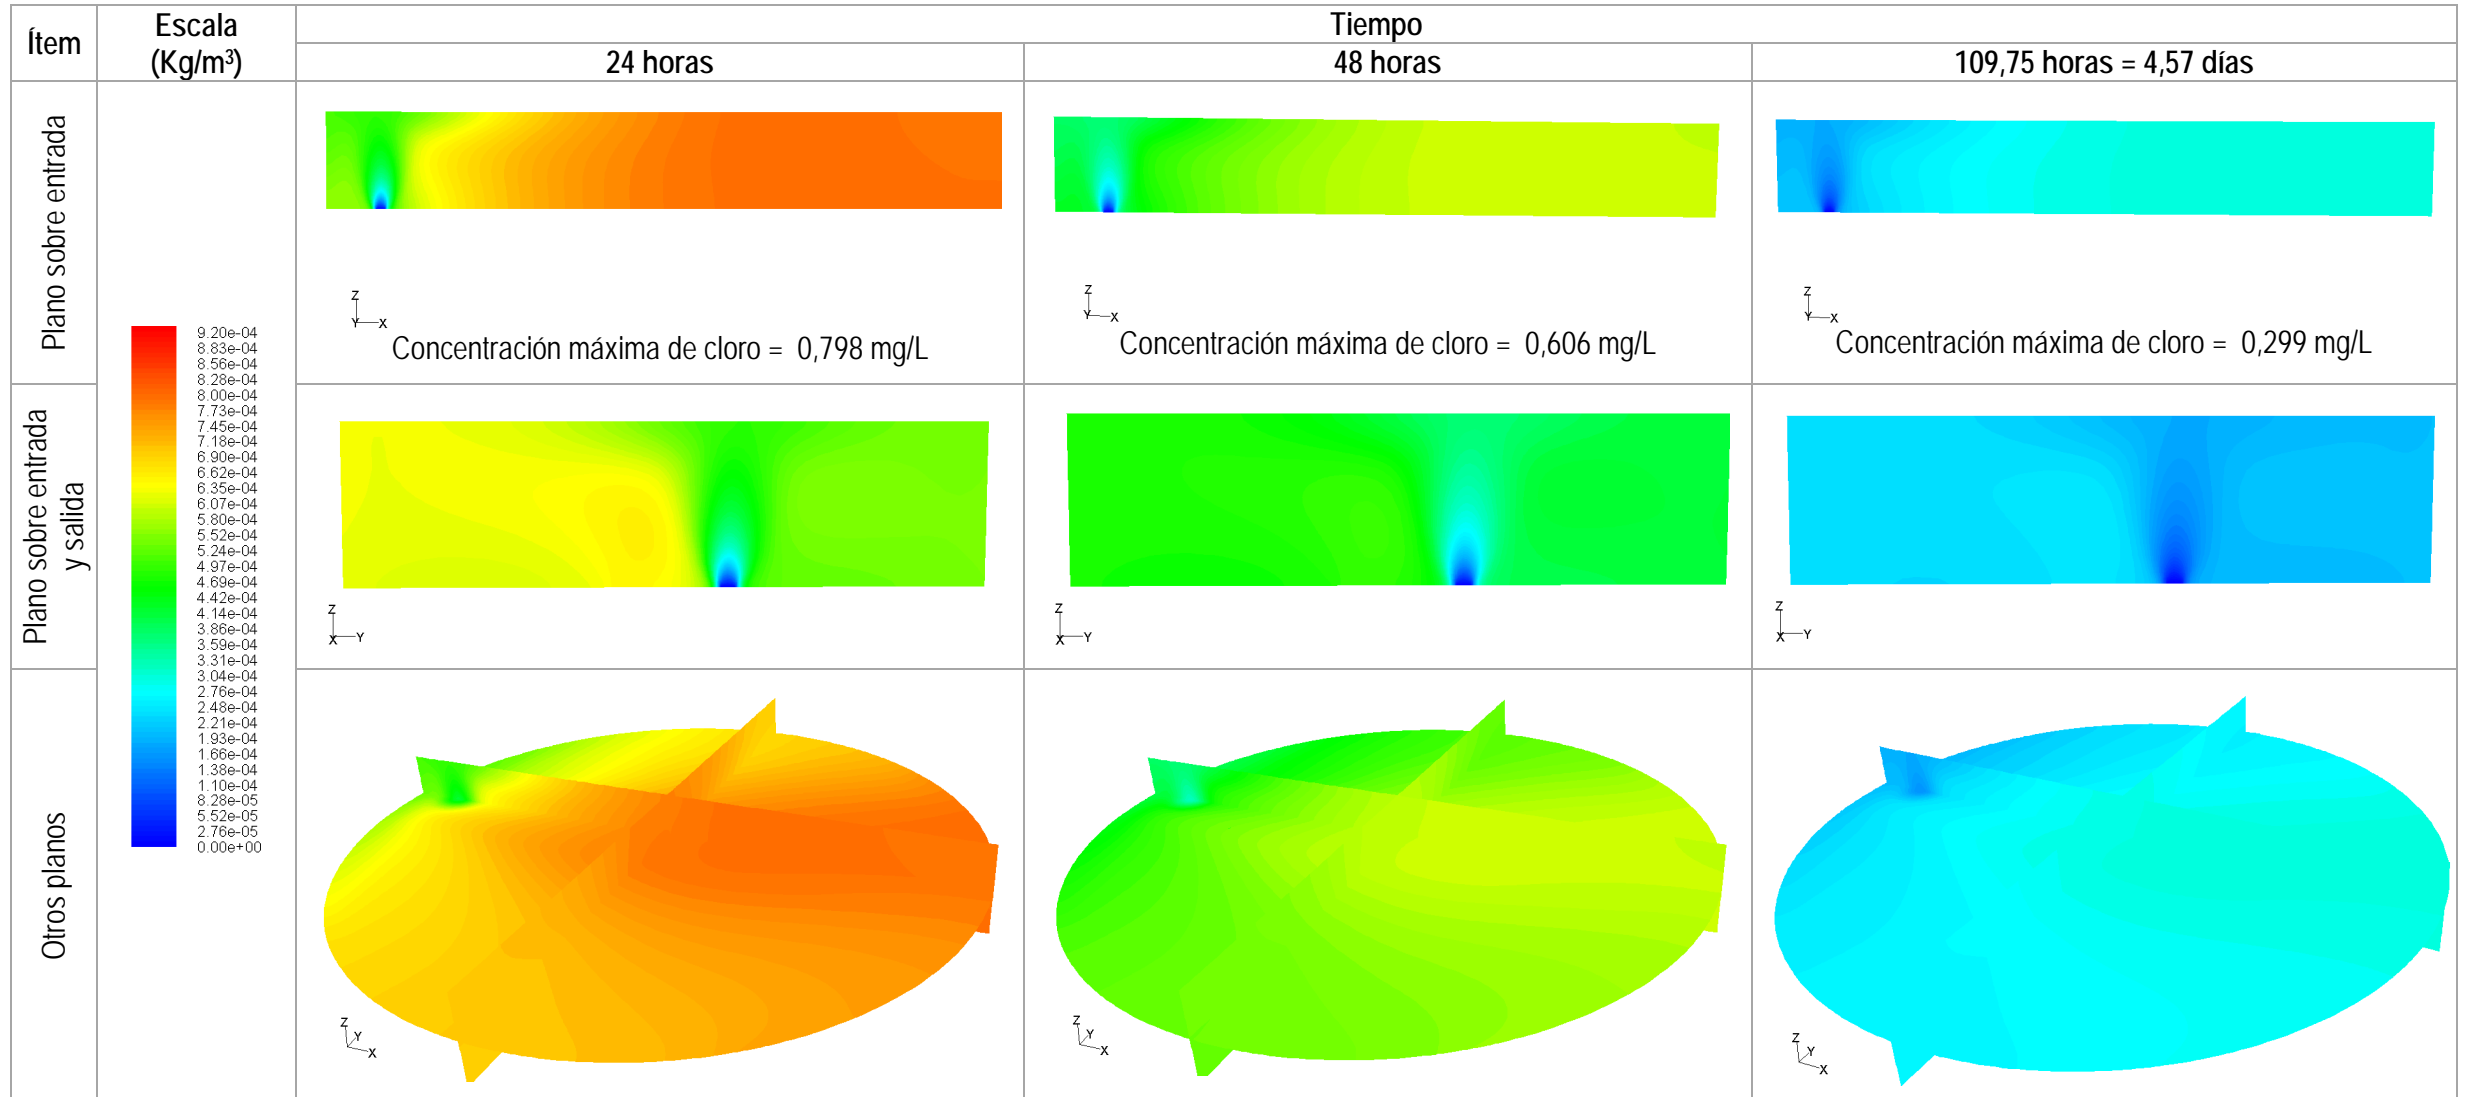 Ítem
Escala
(Kg/m³)
Tiempo
24 horas
48 horas
109,75 horas = 4,57 días
Plano sobre entrada
9.20e-04
8.83e-04
8.56e-04
8.28e-04
8.00e-04
7.73e-04
7.45e-04
7.18e-04
6.90e-04
6.62e-04
6.35e-04
6.07e-04
5.80e-04
5.52e-04
5.24e-04
4.97e-04
4.69e-04
4.42e-04
4.14e-04
3.86e-04
3.59e-04
3.31e-04
3.04e-04
2.76e-04
2.48e-04
2.21e-04
1.93e-04
1.66e-04
1.38e-04
1.10e-04
8.28e-05
5.52e-05
2.76e-05
0.00e+00
Z
Y X
Concentración máxima de cloro = 0,798 mg/L
Z
Y X
Concentración máxima de cloro = 0,606 mg/L
Z
Y X
Concentración máxima de cloro = 0,299 mg/L
Plano sobre entrada
y salida
Z
X Y
Z
X Y
Z
X Y
Otros planos
Z
Y
X
Z
Y
X
Z
Y
X